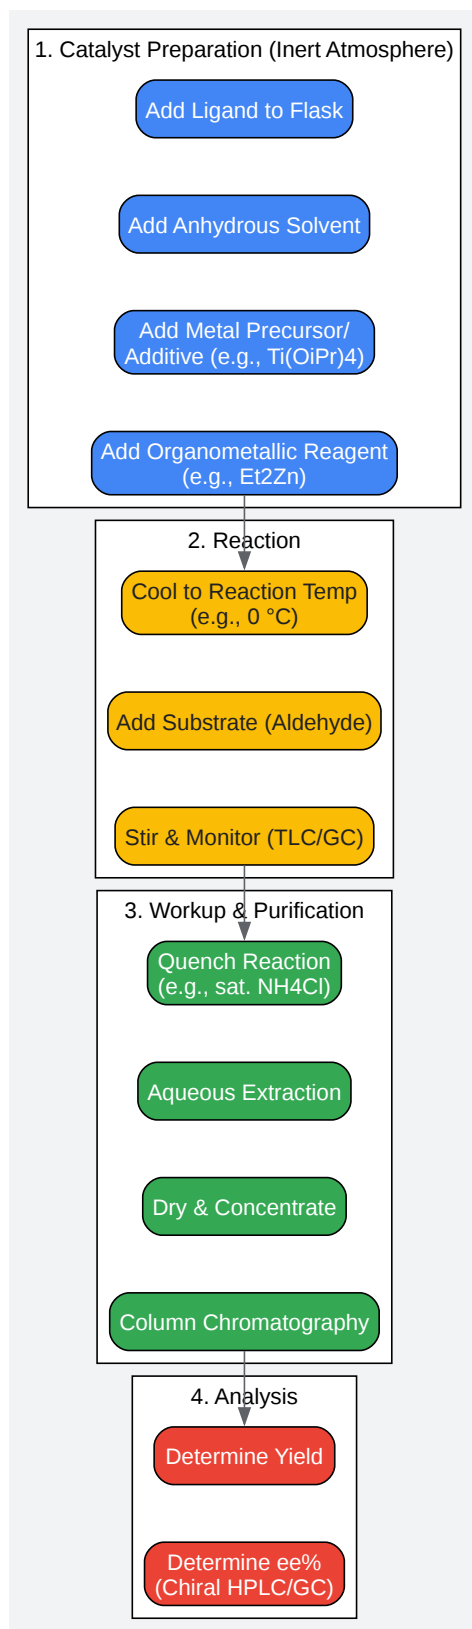 1. Catalyst Preparation (Inert Atmosphere)
Add Ligand to Flask
Add Anhydrous Solvent
Add Metal Precursor/
Additive (e.g., Ti(OiPr)4)
Add Organometallic Reagent
(e.g., Et2Zn)
2. Reaction
Cool to Reaction Temp
(e.g., 0 °C)
Add Substrate (Aldehyde)
Stir & Monitor (TLC/GC)
3. Workup & Purification
Quench Reaction
(e.g., sat. NH4Cl)
Aqueous Extraction
Dry & Concentrate
Column Chromatography
4. Analysis
Determine Yield
Determine ee%
(Chiral HPLC/GC)